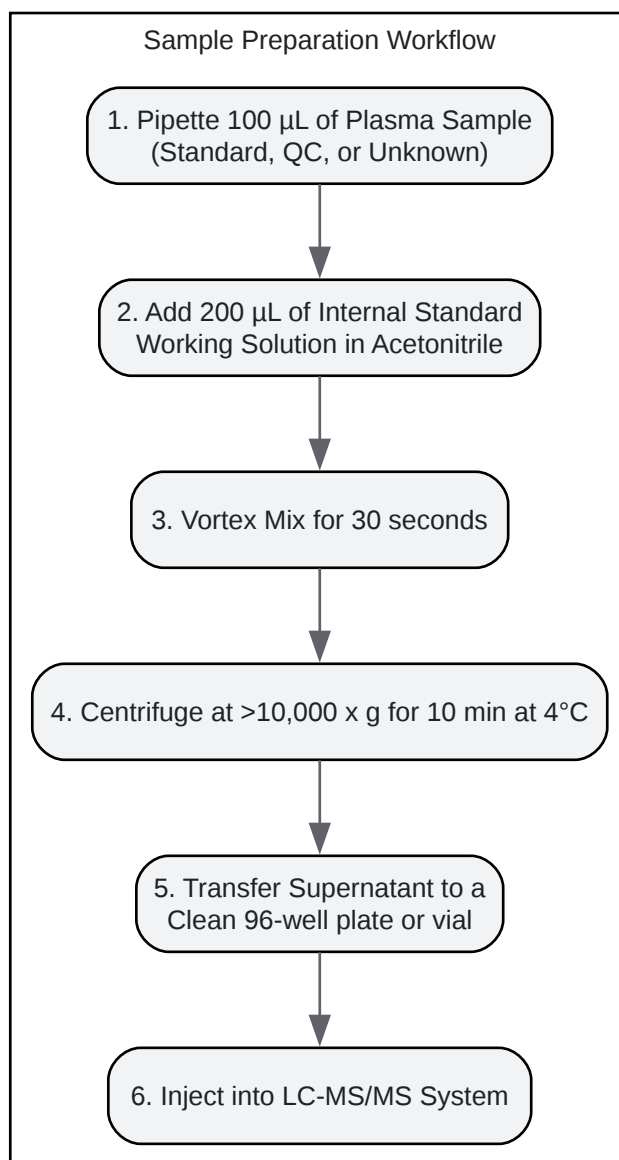 Sample Preparation Workflow
1. Pipette 100 µL of Plasma Sample
(Standard, QC, or Unknown)
2. Add 200 µL of Internal Standard
Working Solution in Acetonitrile
3. Vortex Mix for 30 seconds
4. Centrifuge at >10,000 x g for 10 min at 4°C
5. Transfer Supernatant to a
Clean 96-well plate or vial
6. Inject into LC-MS/MS System